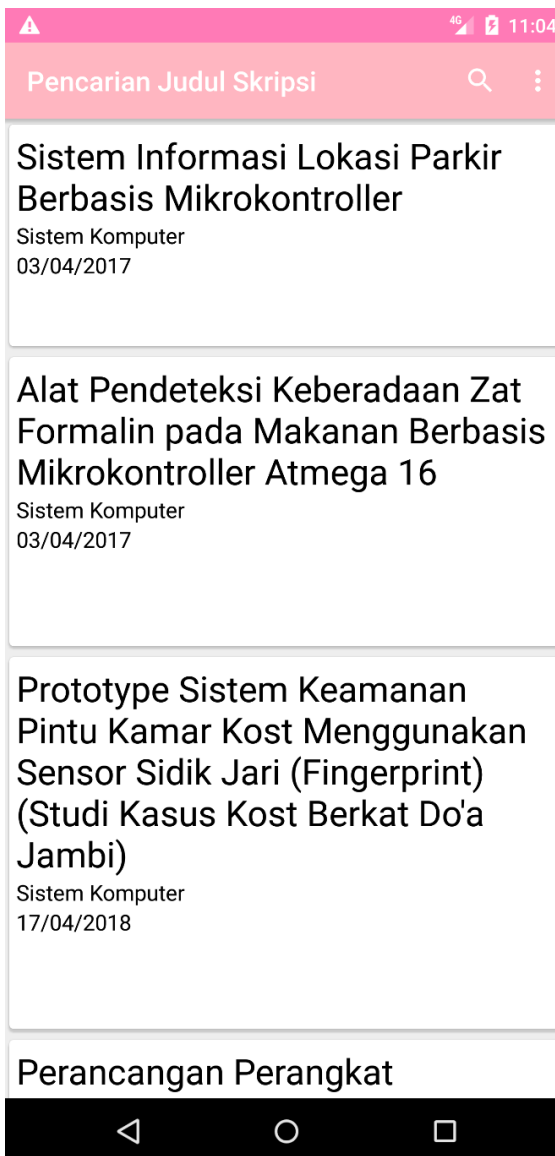 4G 11:04
Pencarian Judul Skripsi
Sistem Informasi Lokasi Parkir
Berbasis Mikrokontroller
Sistem Komputer
03/04/2017
Alat Pendeteksi Keberadaan Zat
Formalin pada Makanan Berbasis
Mikrokontroller Atmega 16
Sistem Komputer
03/04/2017
Prototype Sistem Keamanan
Pintu Kamar Kost Menggunakan
Sensor Sidik Jari (Fingerprint)
(Studi Kasus Kost Berkat Do'a
Jambi)
Sistem Komputer
17/04/2018
Perancangan Perangkat